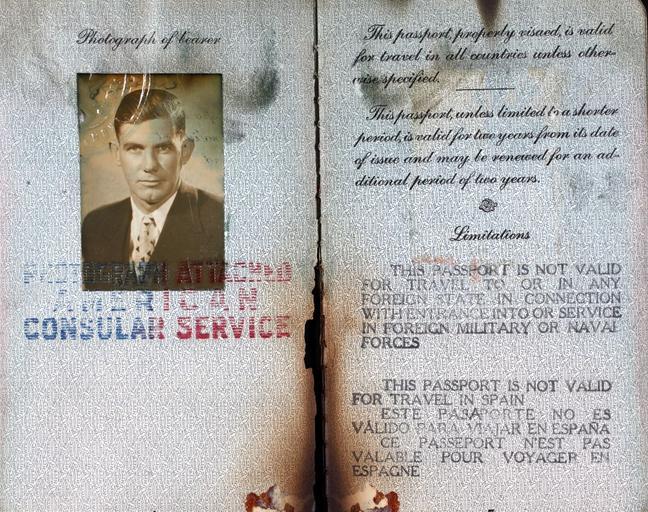 Photograph of bearer
PHOTOGRAPH ATTACHED
AMERICAN
CONSULAR SERVICE
This passport, properly visaed, is valid
for travel in all countries unless other-
wise specified.
This passport, unless limited to a shorter
period, is valid for two years from its date
of issue and may be renewed for an ad-
ditional period of two years.
Limitations
THIS PASSPORT IS NOT VALID
FOR TRAVEL TO OR IN ANY
FOREIGN STATE IN CONNECTION
WITH ENTRANCE INTO OR SERVICE
IN FOREIGN MILITARY OR NAVAL
FORCES
THIS PASSPORT IS NOT VALID
FOR TRAVEL IN SPAIN
ESTE PASAPORTE NO ES
VÁLIDO PARA VIAJAR EN ESPAÑA
CE PASSEPORT N'EST PAS
VALABLE POUR VOYAGER EN
ESPAGNE